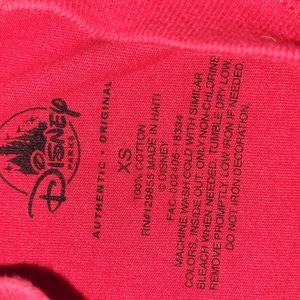 Disney
PARKS
AUTHENTIC · ORIGINAL
XS
100% COTTON
RN#129855 MADE IN HAITI
© DISNEY
FAC-002406-18334
MACHINE WASH COLD WITH SIMILAR
COLORS, INSIDE OUT, ONLY NON-CHLORINE
BLEACH WHEN NEEDED, TUMBLE DRY LOW,
REMOVE PROMPTLY, LOW IRON IF NEEDED.
DO NOT IRON DECORATION.